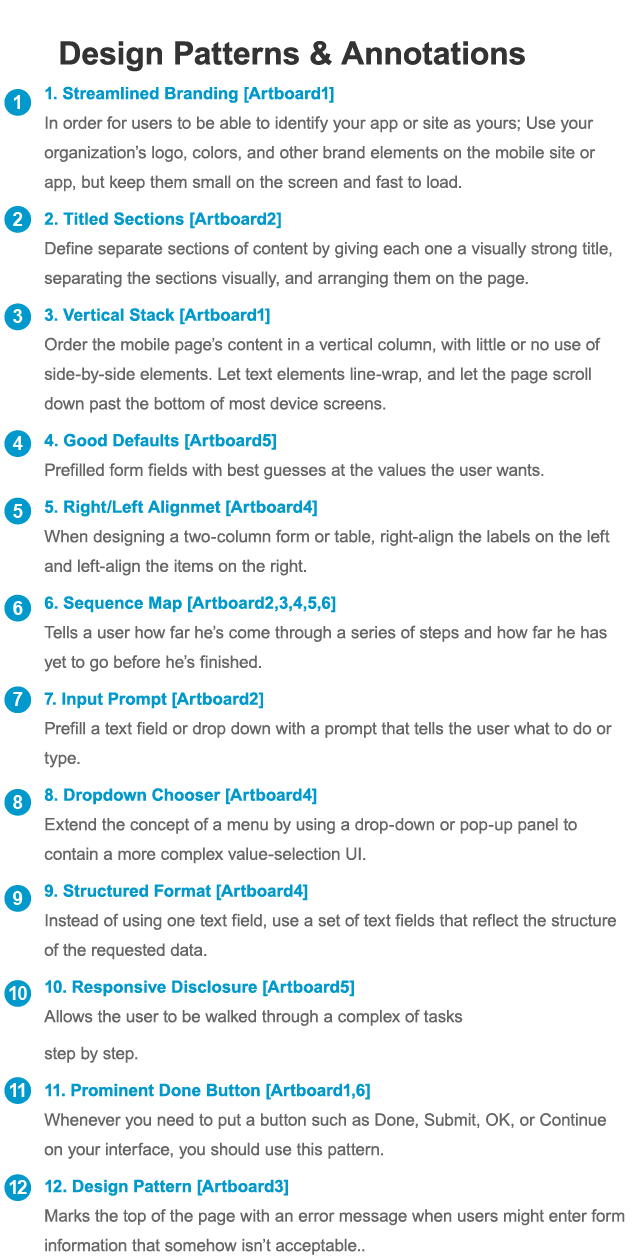 Design Patterns & Annotations
1
1. Streamlined Branding [Artboard1]
In order for users to be able to identify your app or site as yours; Use your
organization’s logo, colors, and other brand elements on the mobile site or
app, but keep them small on the screen and fast to load.
2
2. Titled Sections [Artboard2]
Define separate sections of content by giving each one a visually strong title,
separating the sections visually, and arranging them on the page.
3
3. Vertical Stack [Artboard1]
Order the mobile page’s content in a vertical column, with little or no use of
side-by-side elements. Let text elements line-wrap, and let the page scroll
down past the bottom of most device screens.
4
4. Good Defaults [Artboard5]
Prefilled form fields with best guesses at the values the user wants.
5
5. Right/Left Alignmet [Artboard4]
When designing a two-column form or table, right-align the labels on the left
and left-align the items on the right.
6
6. Sequence Map [Artboard2,3,4,5,6]
Tells a user how far he’s come through a series of steps and how far he has
yet to go before he’s finished.
7
7. Input Prompt [Artboard2]
Prefill a text field or drop down with a prompt that tells the user what to do or
type.
8
8. Dropdown Chooser [Artboard4]
Extend the concept of a menu by using a drop-down or pop-up panel to
contain a more complex value-selection UI.
9
9. Structured Format [Artboard4]
Instead of using one text field, use a set of text fields that reflect the structure
of the requested data.
10
10. Responsive Disclosure [Artboard5]
Allows the user to be walked through a complex of tasks
step by step.
11
11. Prominent Done Button [Artboard1,6]
Whenever you need to put a button such as Done, Submit, OK, or Continue
on your interface, you should use this pattern.
12
12. Design Pattern [Artboard3]
Marks the top of the page with an error message when users might enter form
information that somehow isn’t acceptable..